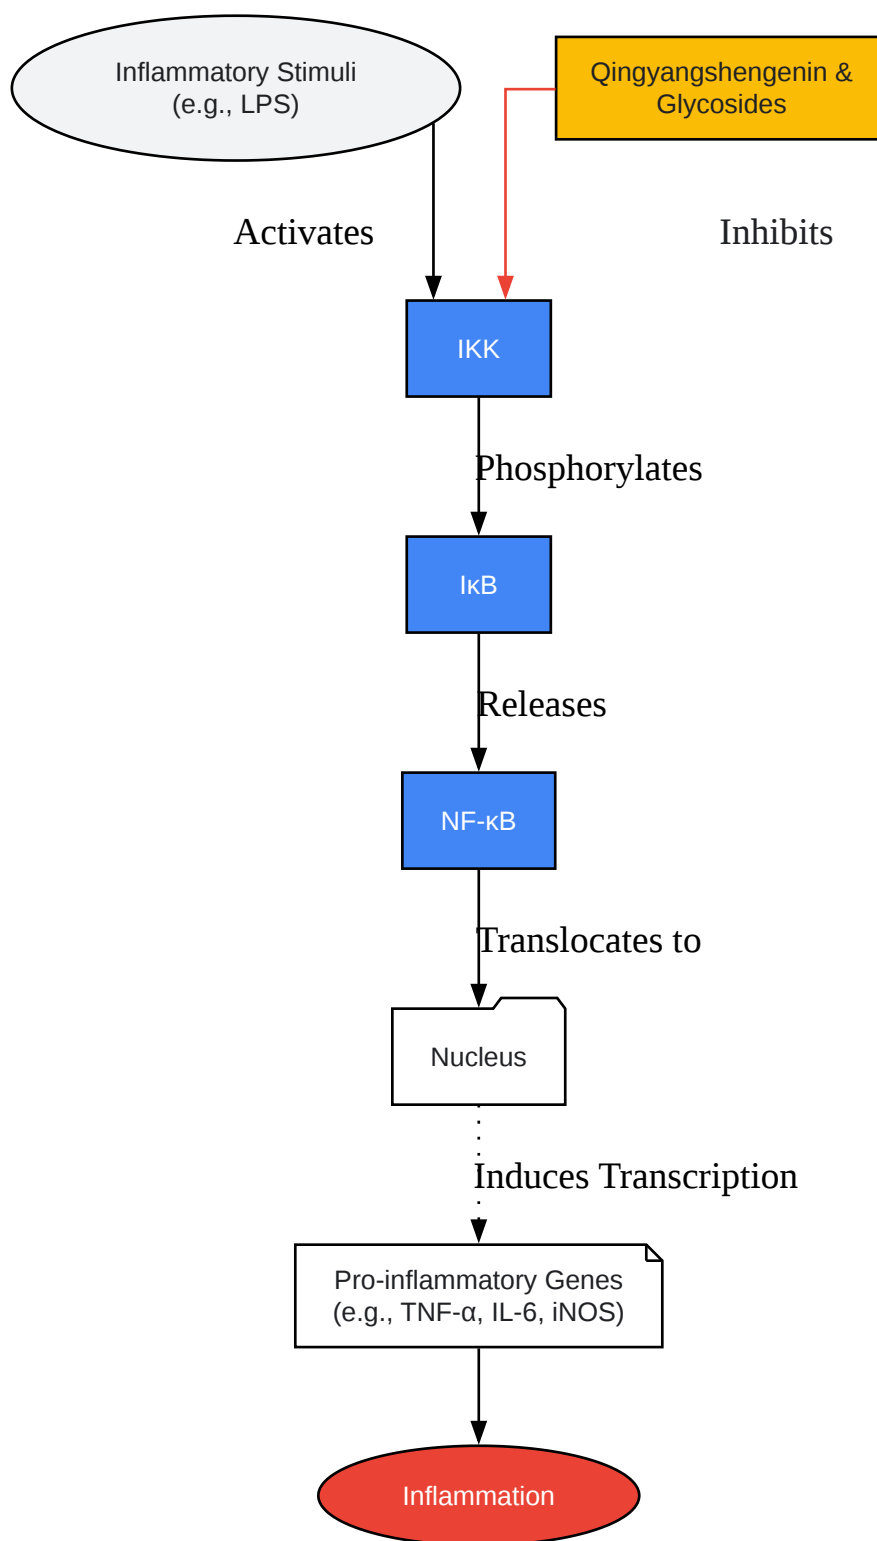 Inflammatory Stimuli
(e.g., LPS)
Qingyangshengenin &
Glycosides
Activates
Inhibits
IKK
Phosphorylates
IκB
Releases
NF-κB
Translocates to
Nucleus
Induces Transcription
Pro-inflammatory Genes
(e.g., TNF-α, IL-6, iNOS)
Inflammation